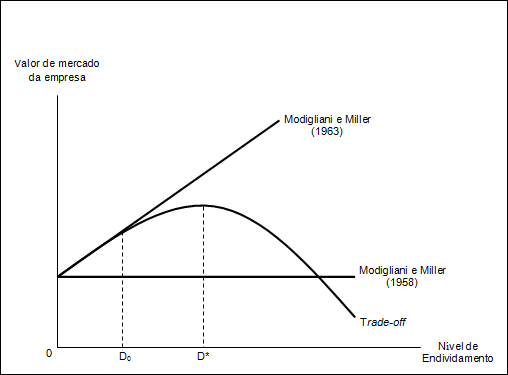 Valor de mercado
da empresa
Modigliani e Miller
(1963)
Modigliani e Miller
(1958)
Trade-off
0
D₀
D*
Nível de
Endividamento